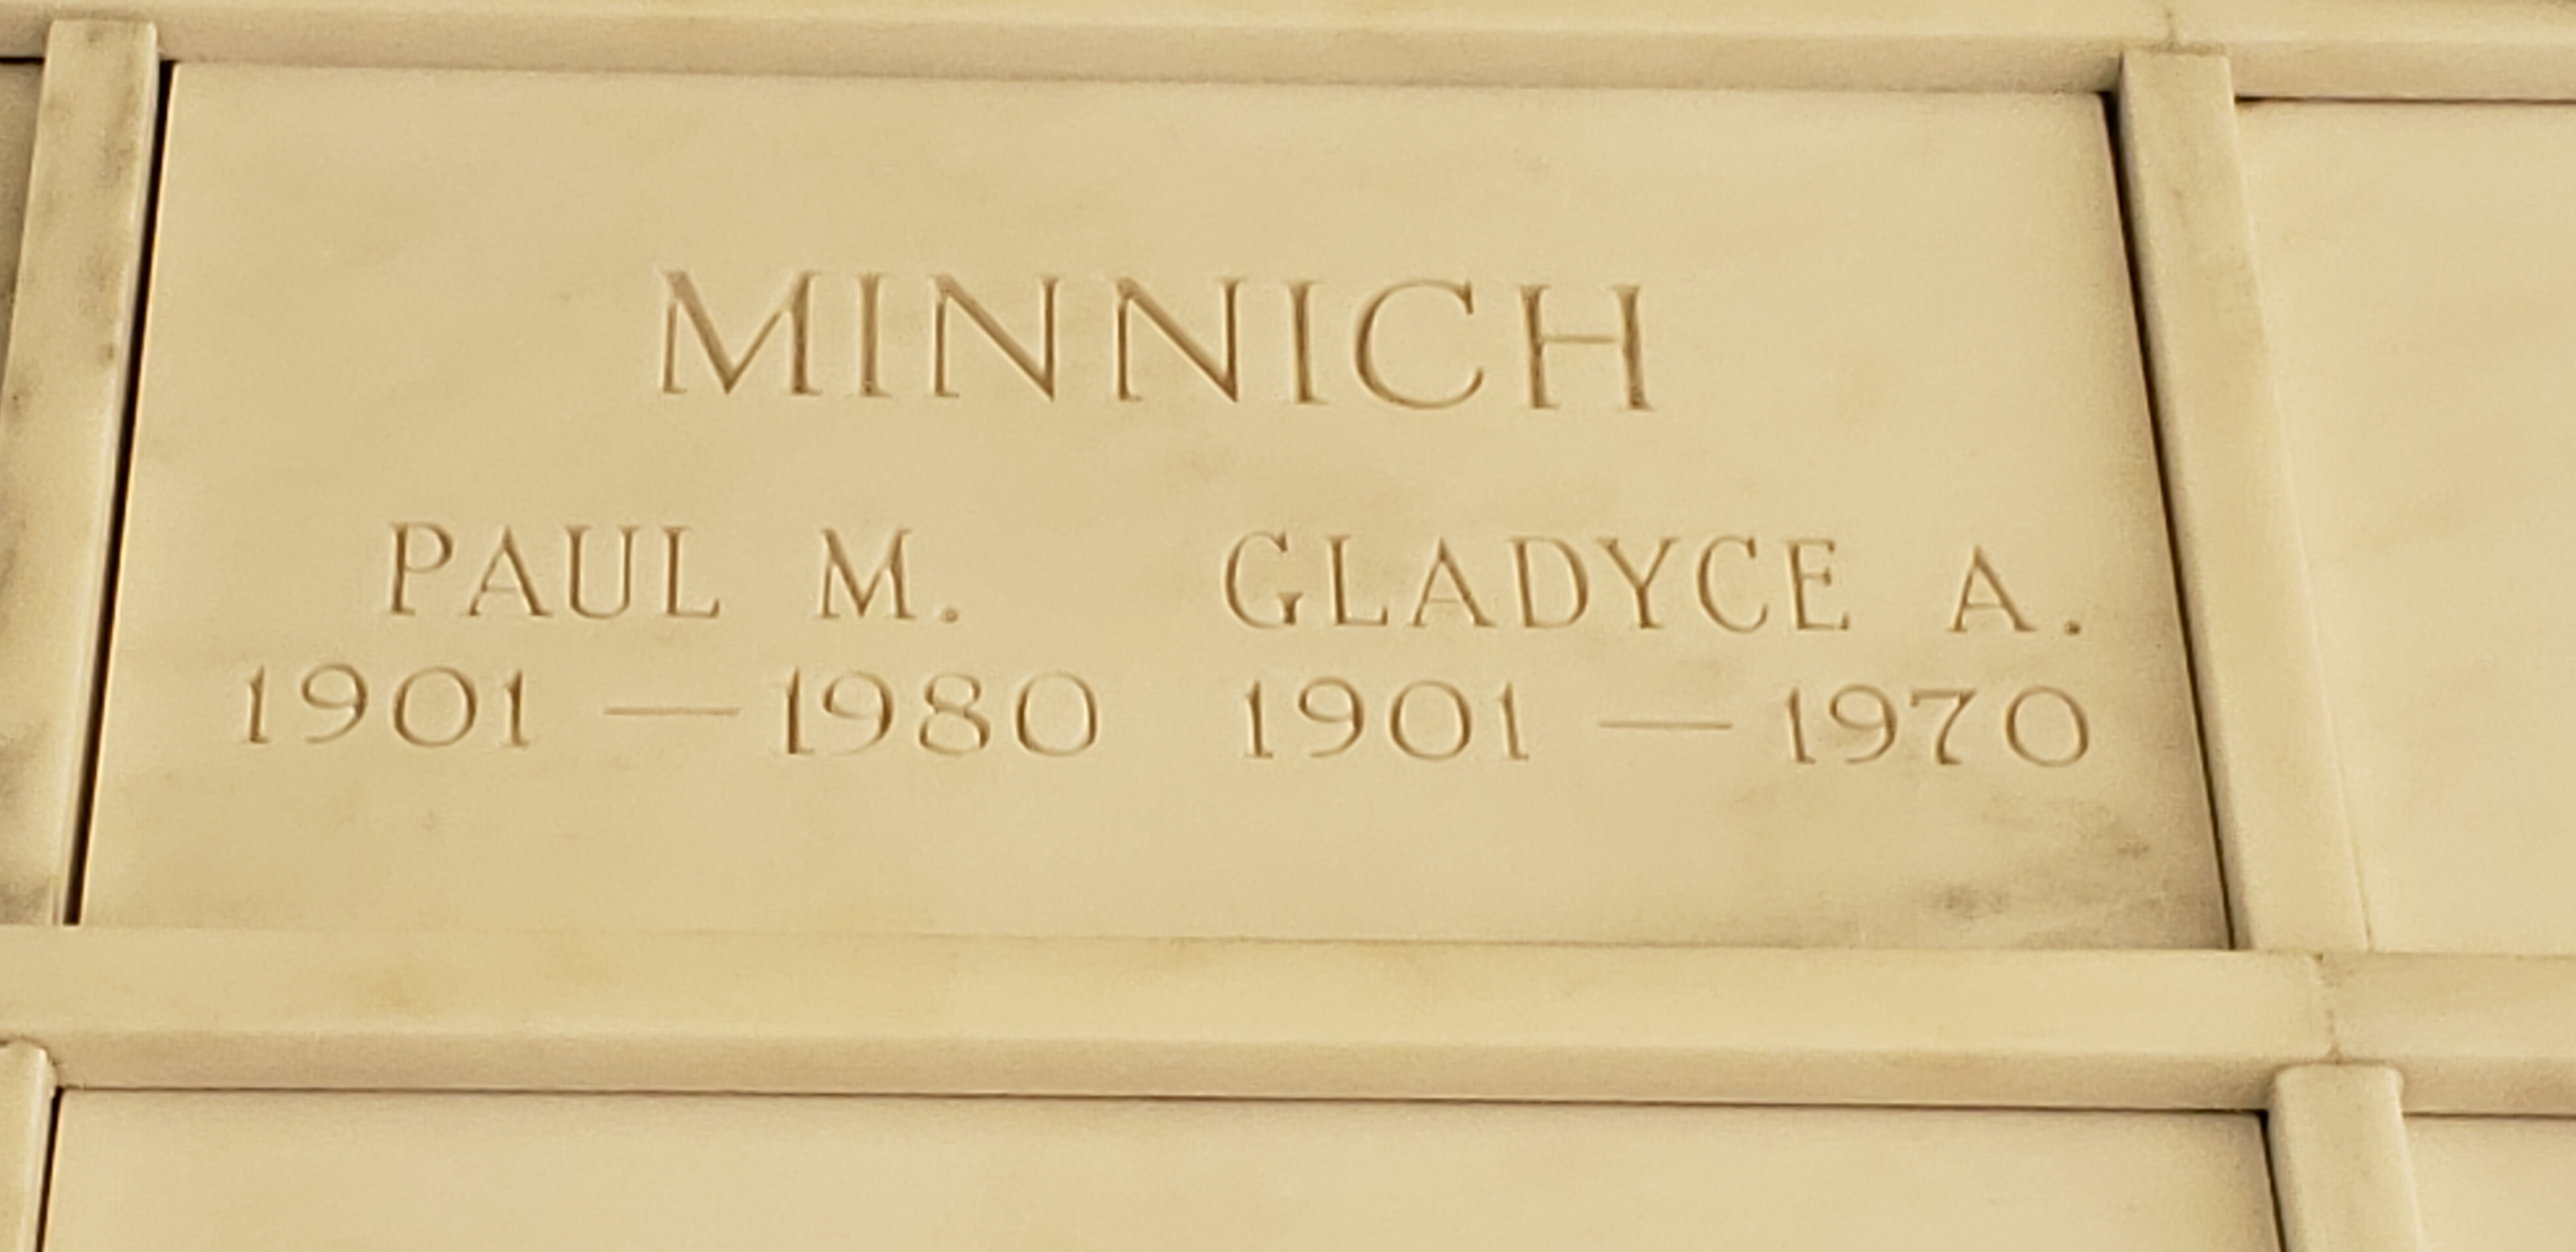 MINNICH
PAUL M. GLADYCE A.
1901 — 1980 1901 — 1970